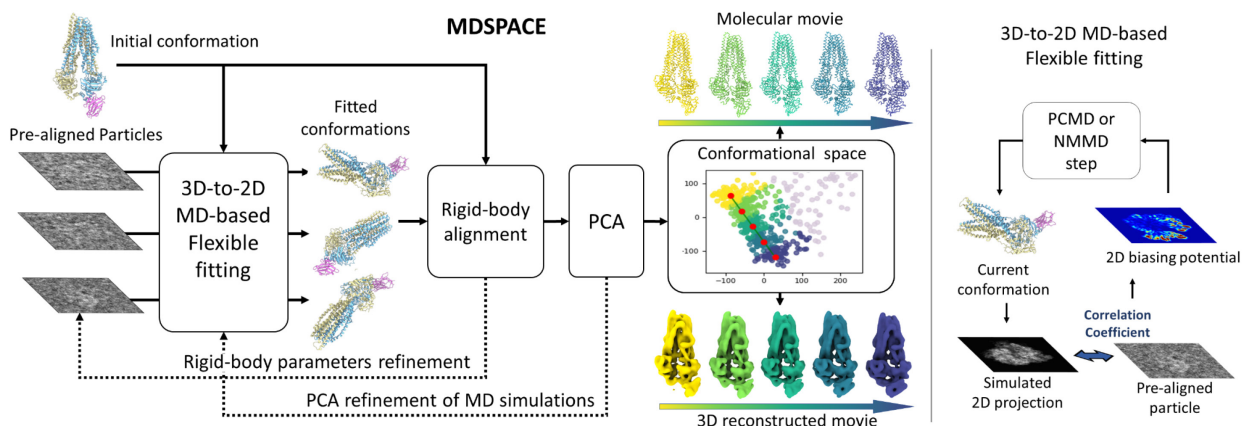 MDSPACE
Initial conformation
Pre-aligned Particles
Fitted
conformations
3D-to-2D
MD-based
Flexible
fitting
Rigid-body
alignment
PCA
Rigid-body parameters refinement
PCA refinement of MD simulations
Molecular movie
Conformational space
100
0
-100
-100
0
100
200
3D reconstructed movie
3D-to-2D MD-based
Flexible fitting
PCMD or
NMMD
step
Current
conformation
2D biasing potential
Correlation
Coefficient
Simulated
2D projection
Pre-aligned
particle